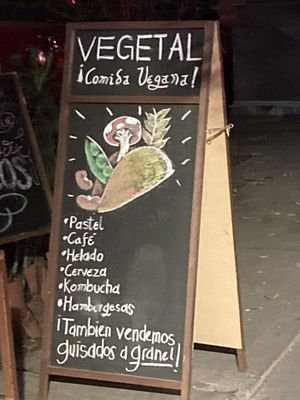 VEGETAL
¡Comida Vegana!
• Pastel
• Café
• Helado
• Cerveza
• Kombucha
• Hamburgesas
¡Tambien vendemos
guisados a granel!